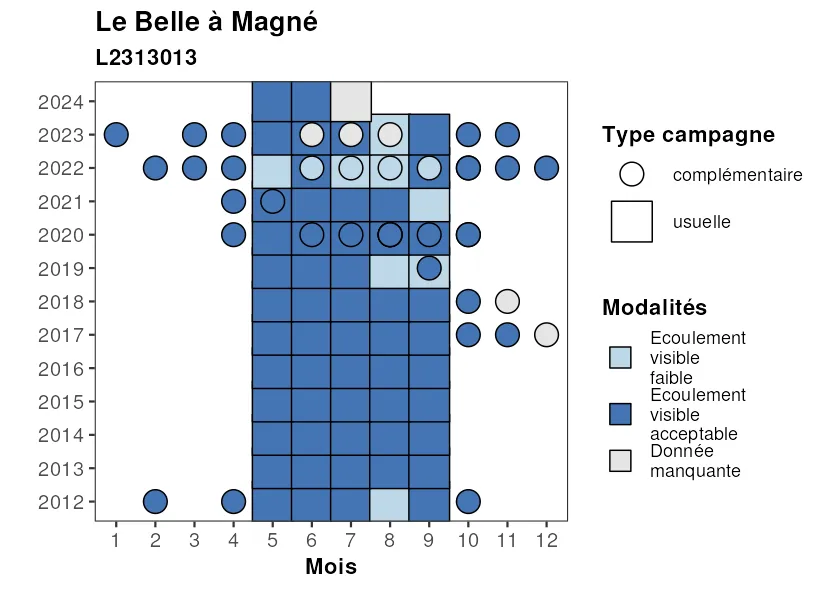 Le Belle à Magné
L2313013
2024
2023
2022
2021
2020
2019
2018
2017
2016
2015
2014
2013
2012
1 2 3 4 5 6 7 8 9 10 11 12
Mois
Type campagne
complémentaire
usuelle
Modalités
Ecoulement
visible
faible
Ecoulement
visible
acceptable
Donnée
manquante